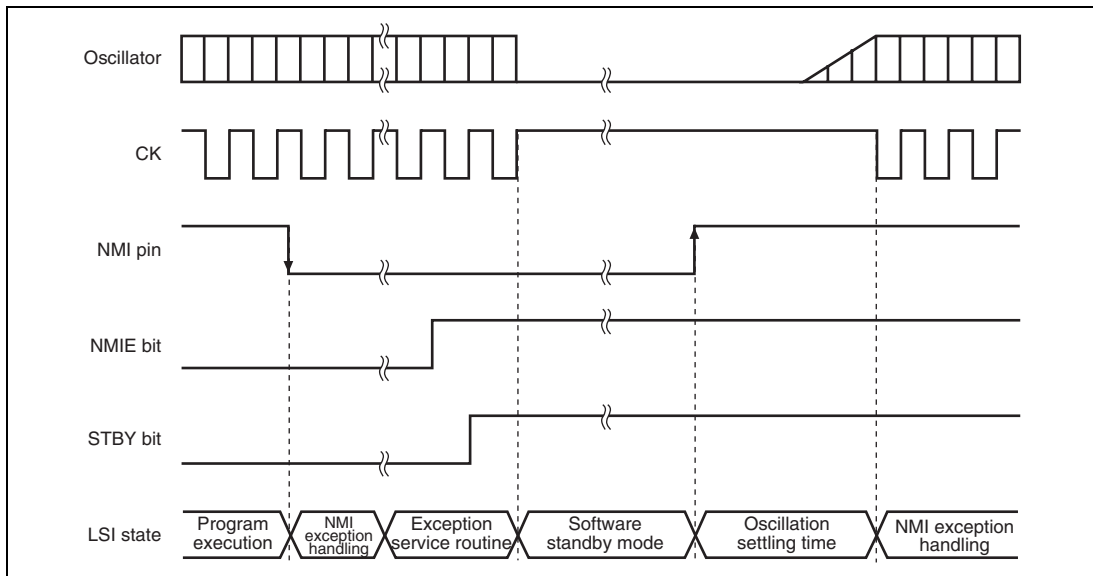 Oscillator
CK
NMI pin
NMIE bit
STBY bit
LSI state
Program
execution
NMI
exception
handling
Exception
service routine
Software
standby mode
Oscillation
settling time
NMI exception
handling